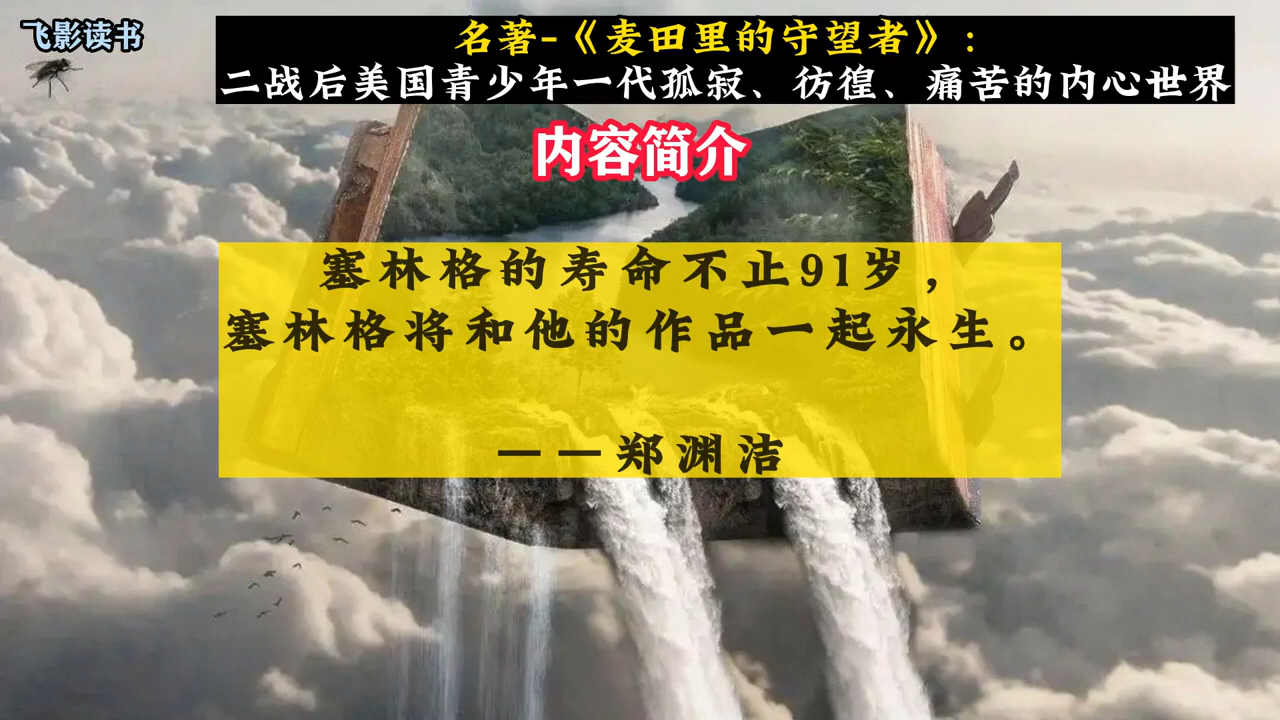 飞影读书
名著-《麦田里的守望者》：
二战后美国青少年一代孤寂、彷徨、痛苦的内心世界
内容简介
塞林格的寿命不止91岁，
塞林格将和他的作品一起永生。
——郑渊洁